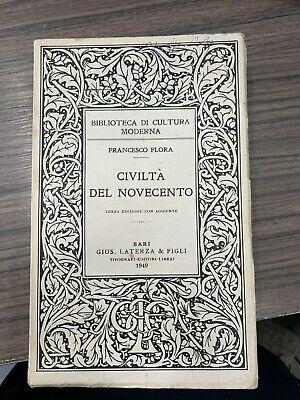 BIBLIOTECA DI CULTURA
MODERNA
FRANCESCO FLORA
CIVILTÀ
DEL NOVECENTO
TERZA EDIZIONE CON AGGIUNTE
BARI
GIUS. LATERZA & FIGLI
TIPOGRAFI-EDITORI-LIBRAI
1949